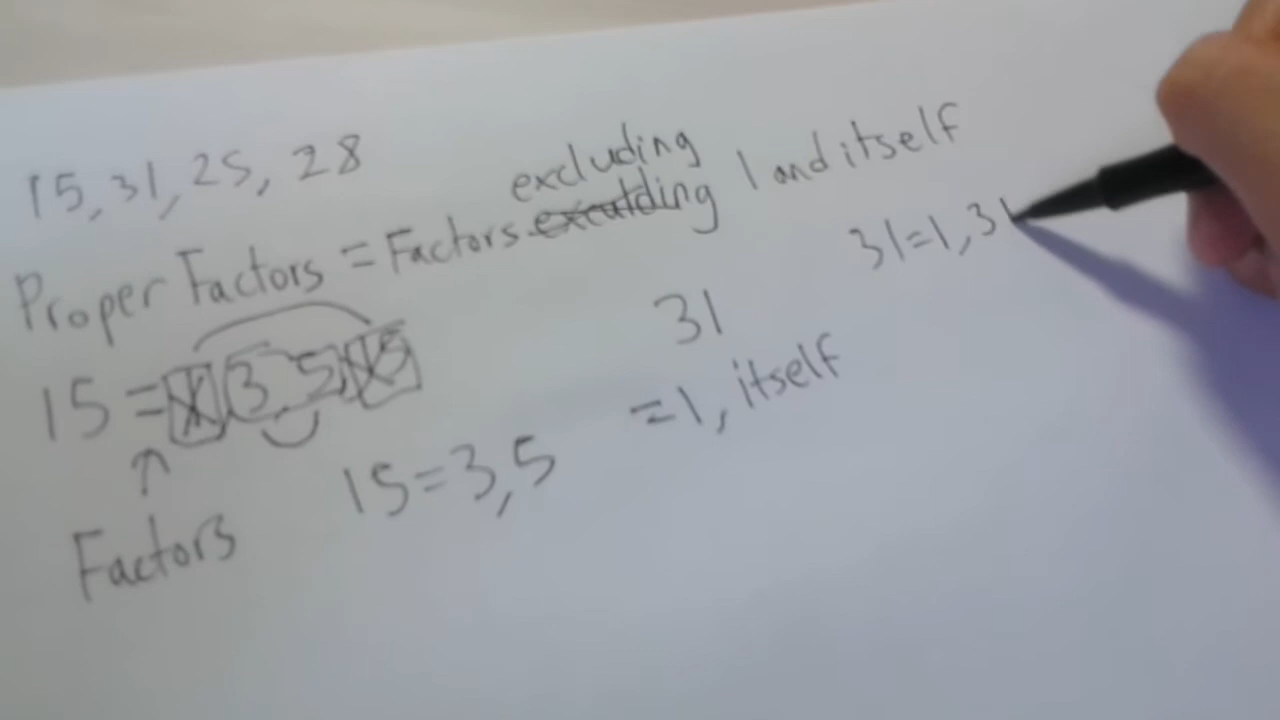 15, 31, 25, 28
excluding
Proper Factors = Factors 1 and itself
31=1, 31
31
15 = 1 3, 5, 15
=1, itself
15=3,5
Factors